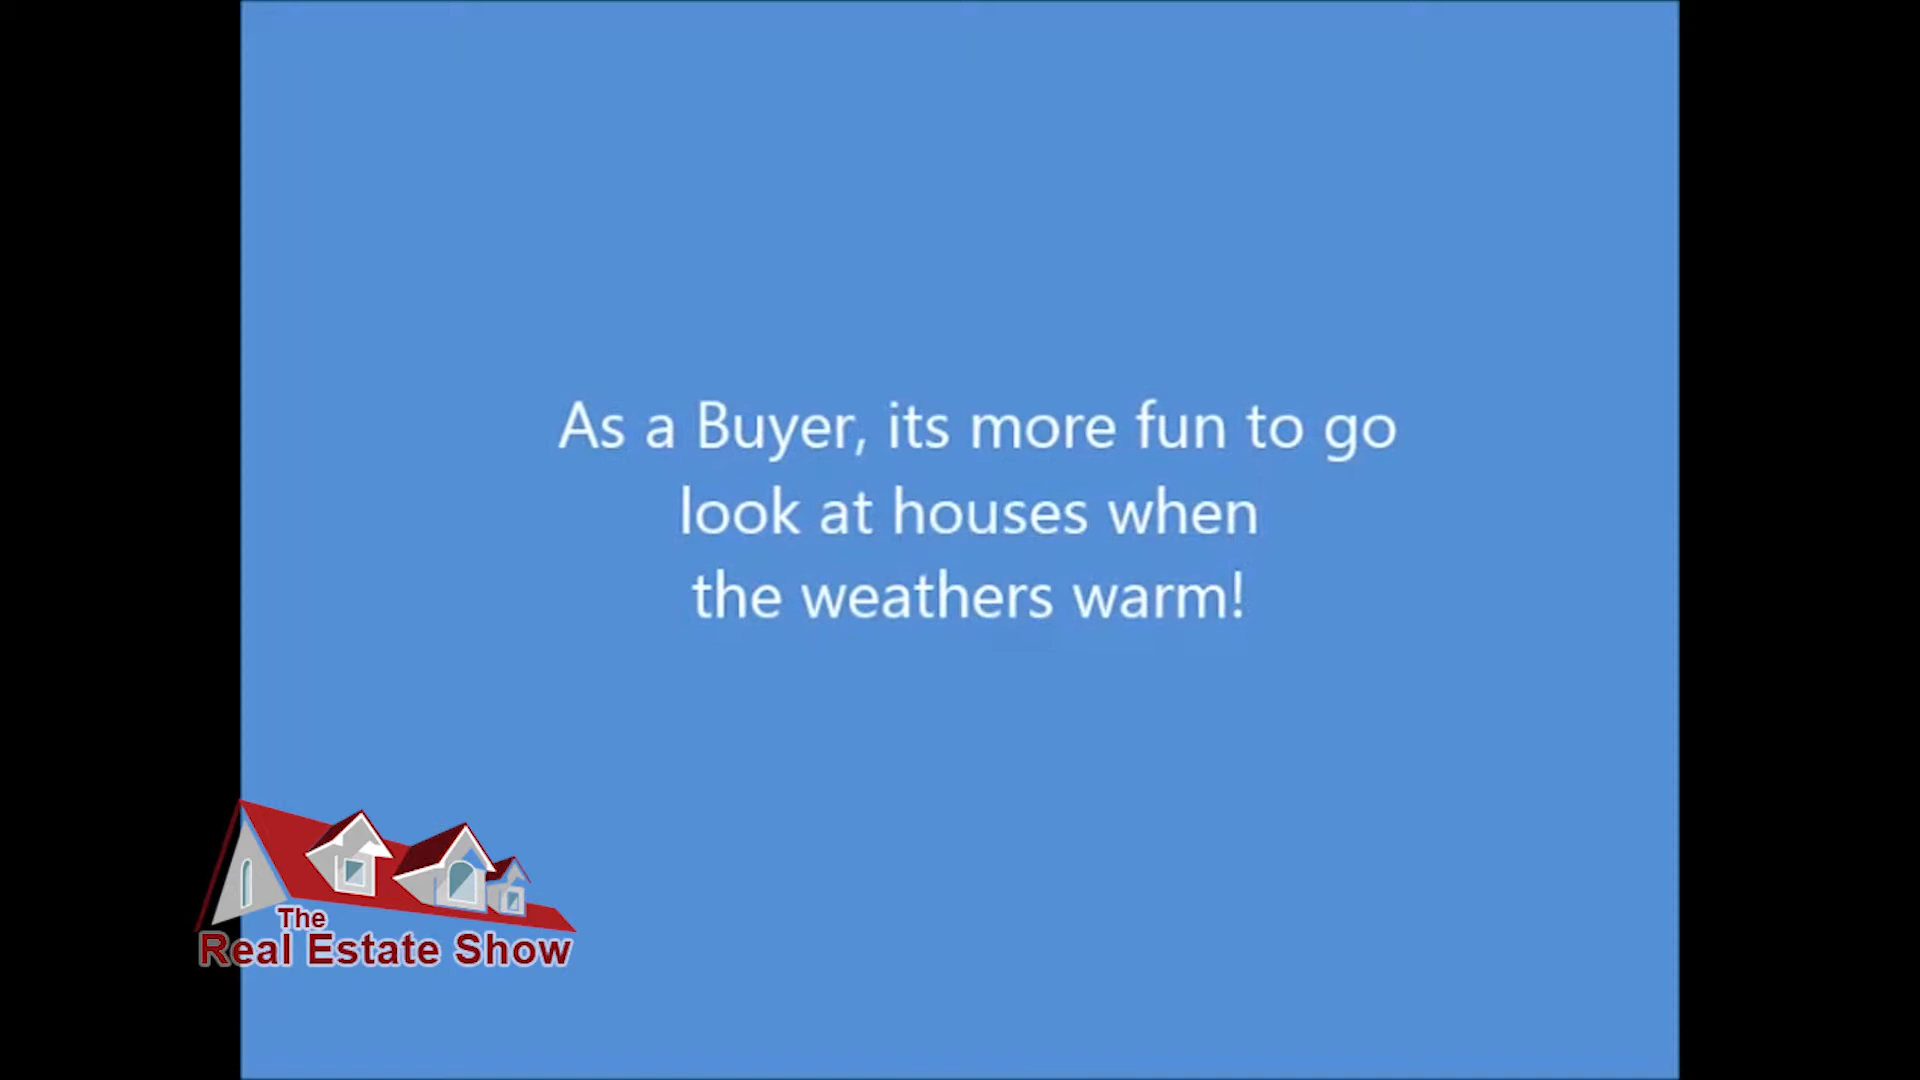 As a Buyer, its more fun to go
look at houses when
the weathers warm!
The
Real Estate Show